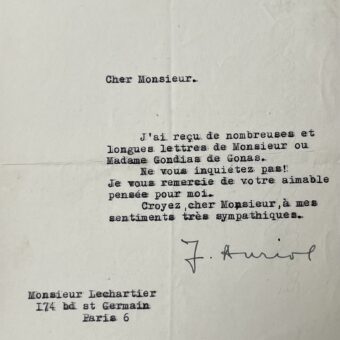 Cher Monsieur.
J'ai reçu de nombreuses et
longues lettres de Monsieur ou
Madame Gondias de Gonas.
Ne vous inquiétez pas!
Je vous remercie de votre aimable
pensée pour moi.
Croyez,cher Monsieur,à mes
sentiments très sympathiques.
J. Auriol
Monsieur Lechartier
I74 bd st Germain
Paris 6